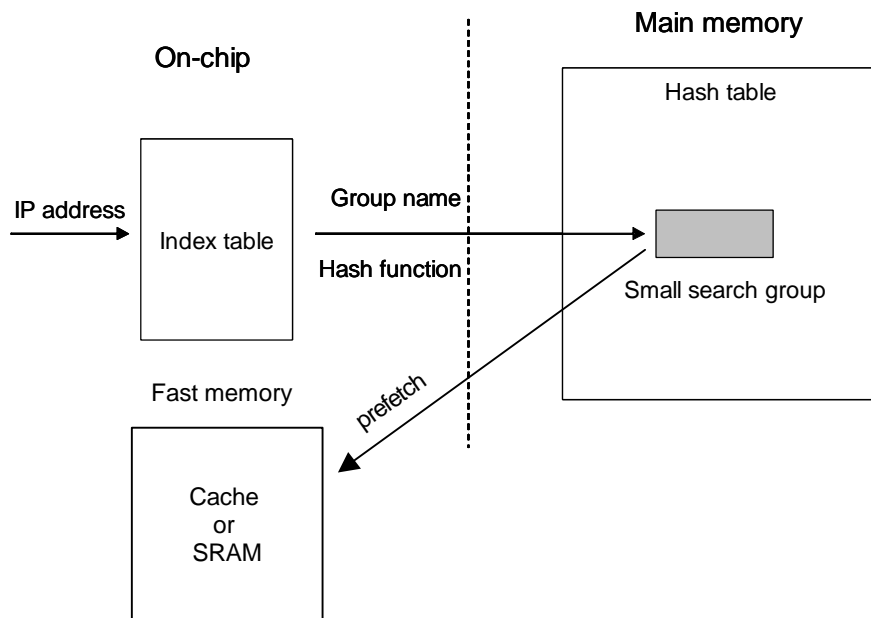 Main memory
On-chip
Hash table
IP address
Group name
Index table
Hash function
Small search group
Fast memory
prefetch
Cache
or
SRAM